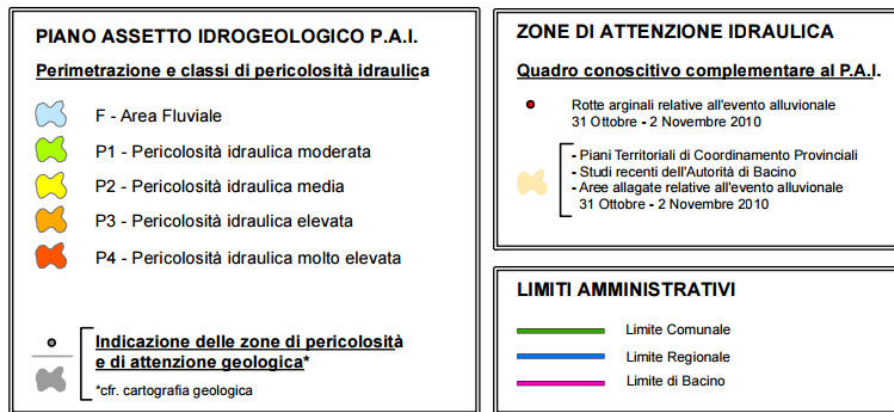 PIANO ASSETTO IDROGEOLOGICO P.A.I.
Perimetrazione e classi di pericolosità idraulica
F - Area Fluviale
P1 - Pericolosità idraulica moderata
P2 - Pericolosità idraulica media
P3 - Pericolosità idraulica elevata
P4 - Pericolosità idraulica molto elevata
Indicazione delle zone di pericolosità
e di attenzione geologica*
*cfr. cartografia geologica
ZONE DI ATTENZIONE IDRAULICA
Quadro conoscitivo complementare al P.A.I.
Rotte arginali relative all'evento alluvionale
31 Ottobre - 2 Novembre 2010
- Piani Territoriali di Coordinamento Provinciali
- Studi recenti dell'Autorità di Bacino
- Aree allagate relative all'evento alluvionale
31 Ottobre - 2 Novembre 2010
LIMITI AMMINISTRATIVI
Limite Comunale
Limite Regionale
Limite di Bacino